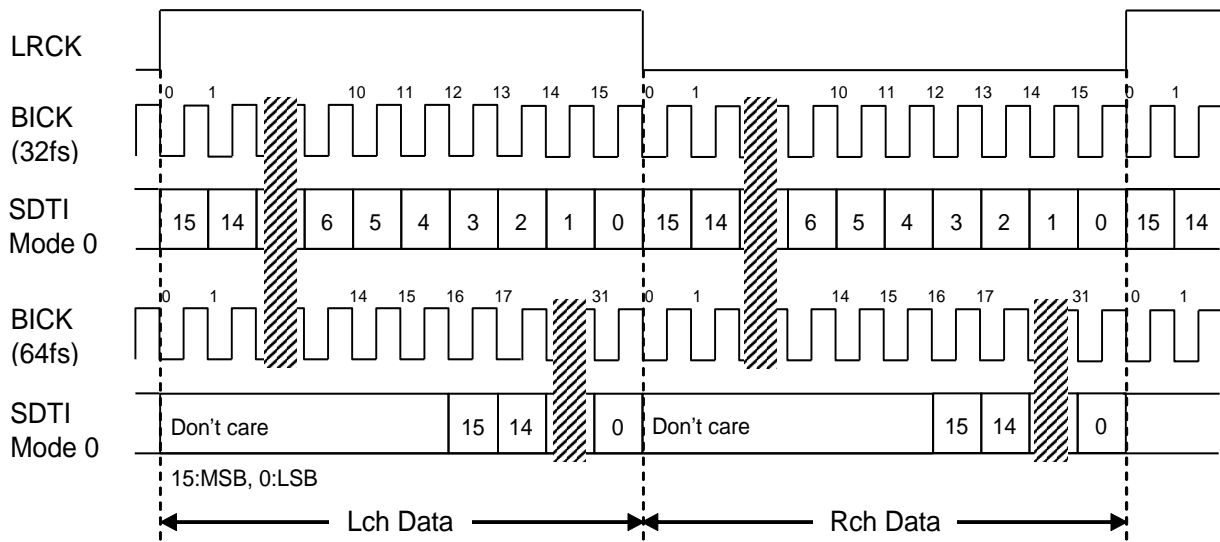 LRCK
0 1 10 11 12 13 14 15 0 1 10 11 12 13 14 15 0 1
BICK
(32fs)
SDTI
Mode 0
15 14 6 5 4 3 2 1 0 15 14 6 5 4 3 2 1 0 15 14
0 1 14 15 16 17 31 0 1 14 15 16 17 31 0 1
BICK
(64fs)
SDTI
Mode 0
Don't care 15 14 0 Don't care 15 14 0
15:MSB, 0:LSB
Lch Data Rch Data